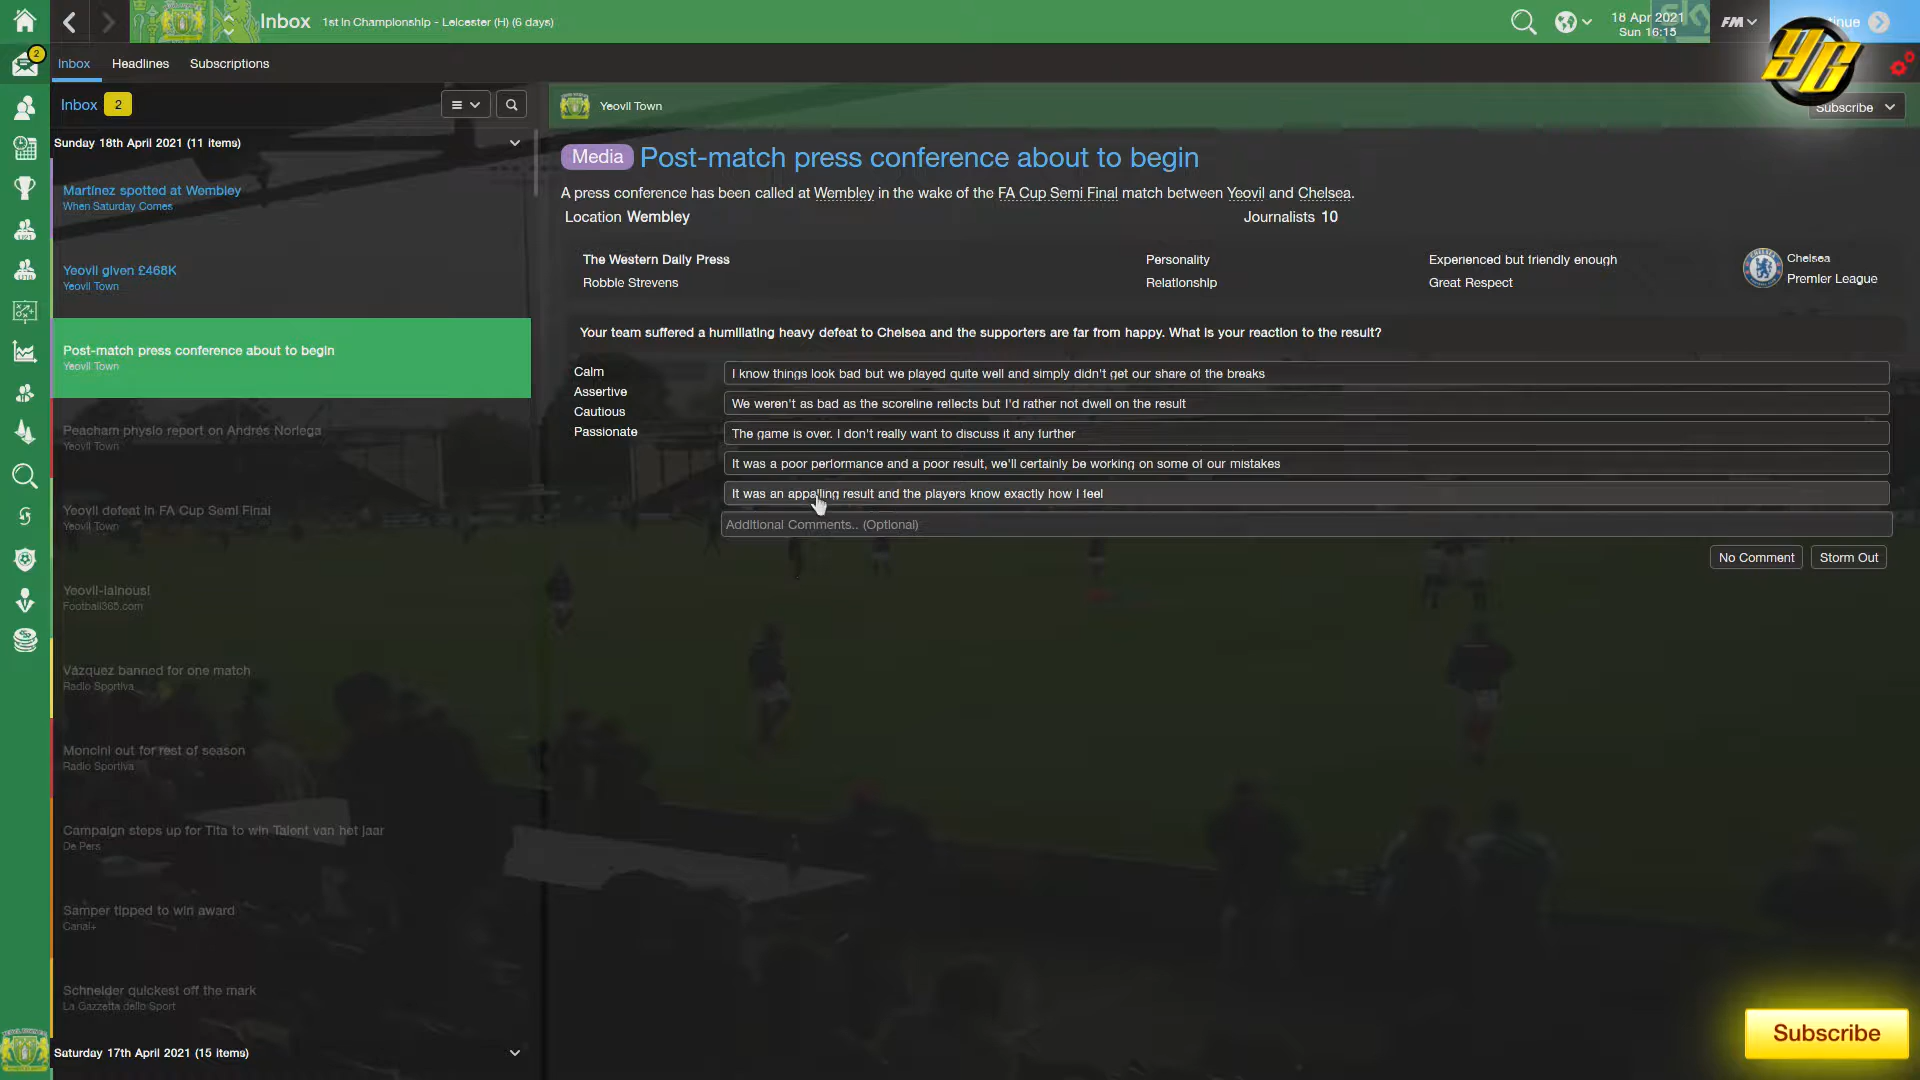 Inbox
1st in Championship - Leicester (H) (6 days)
18 Apr 2021
Sun 16:15
FM
2
Inbox
Headlines
Subscriptions
Inbox
2
Sunday 18th April 2021 (11 items)
Martínez spotted at Wembley
When Saturday Comes
Yeovil given £468K
Yeovil Town
Post-match press conference about to begin
Yeovil Town
Peacham physio report on Andrés Noriega
Yeovil Town
Yeovil defeat in FA Cup Semi Final
Yeovil Town
Yeovil-lainous!
Football365.com
Vázquez banned for one match
Radio Sportiva
Moncini out for rest of season
Radio Sportiva
Campaign steps up for Tita to win Talent van het jaar
De Pers
Samper tipped to win award
Canal+
Schneider quickest off the mark
La Gazzetta dello Sport
Saturday 17th April 2021 (15 items)
Yeovil Town
Subscribe
Media
Post-match press conference about to begin
A press conference has been called at Wembley in the wake of the FA Cup Semi Final match between Yeovil and Chelsea.
Location Wembley
Journalists 10
The Western Daily Press
Personality
Experienced but friendly enough
Chelsea
Robbie Strevens
Relationship
Great Respect
Premier League
Your team suffered a humiliating heavy defeat to Chelsea and the supporters are far from happy. What is your reaction to the result?
Calm
Assertive
Cautious
Passionate
I know things look bad but we played quite well and simply didn't get our share of the breaks
We weren't as bad as the scoreline reflects but I'd rather not dwell on the result
The game is over. I don't really want to discuss it any further
It was a poor performance and a poor result, we'll certainly be working on some of our mistakes
It was an appalling result and the players know exactly how I feel
Additional Comments.. (Optional)
No Comment
Storm Out
Subscribe